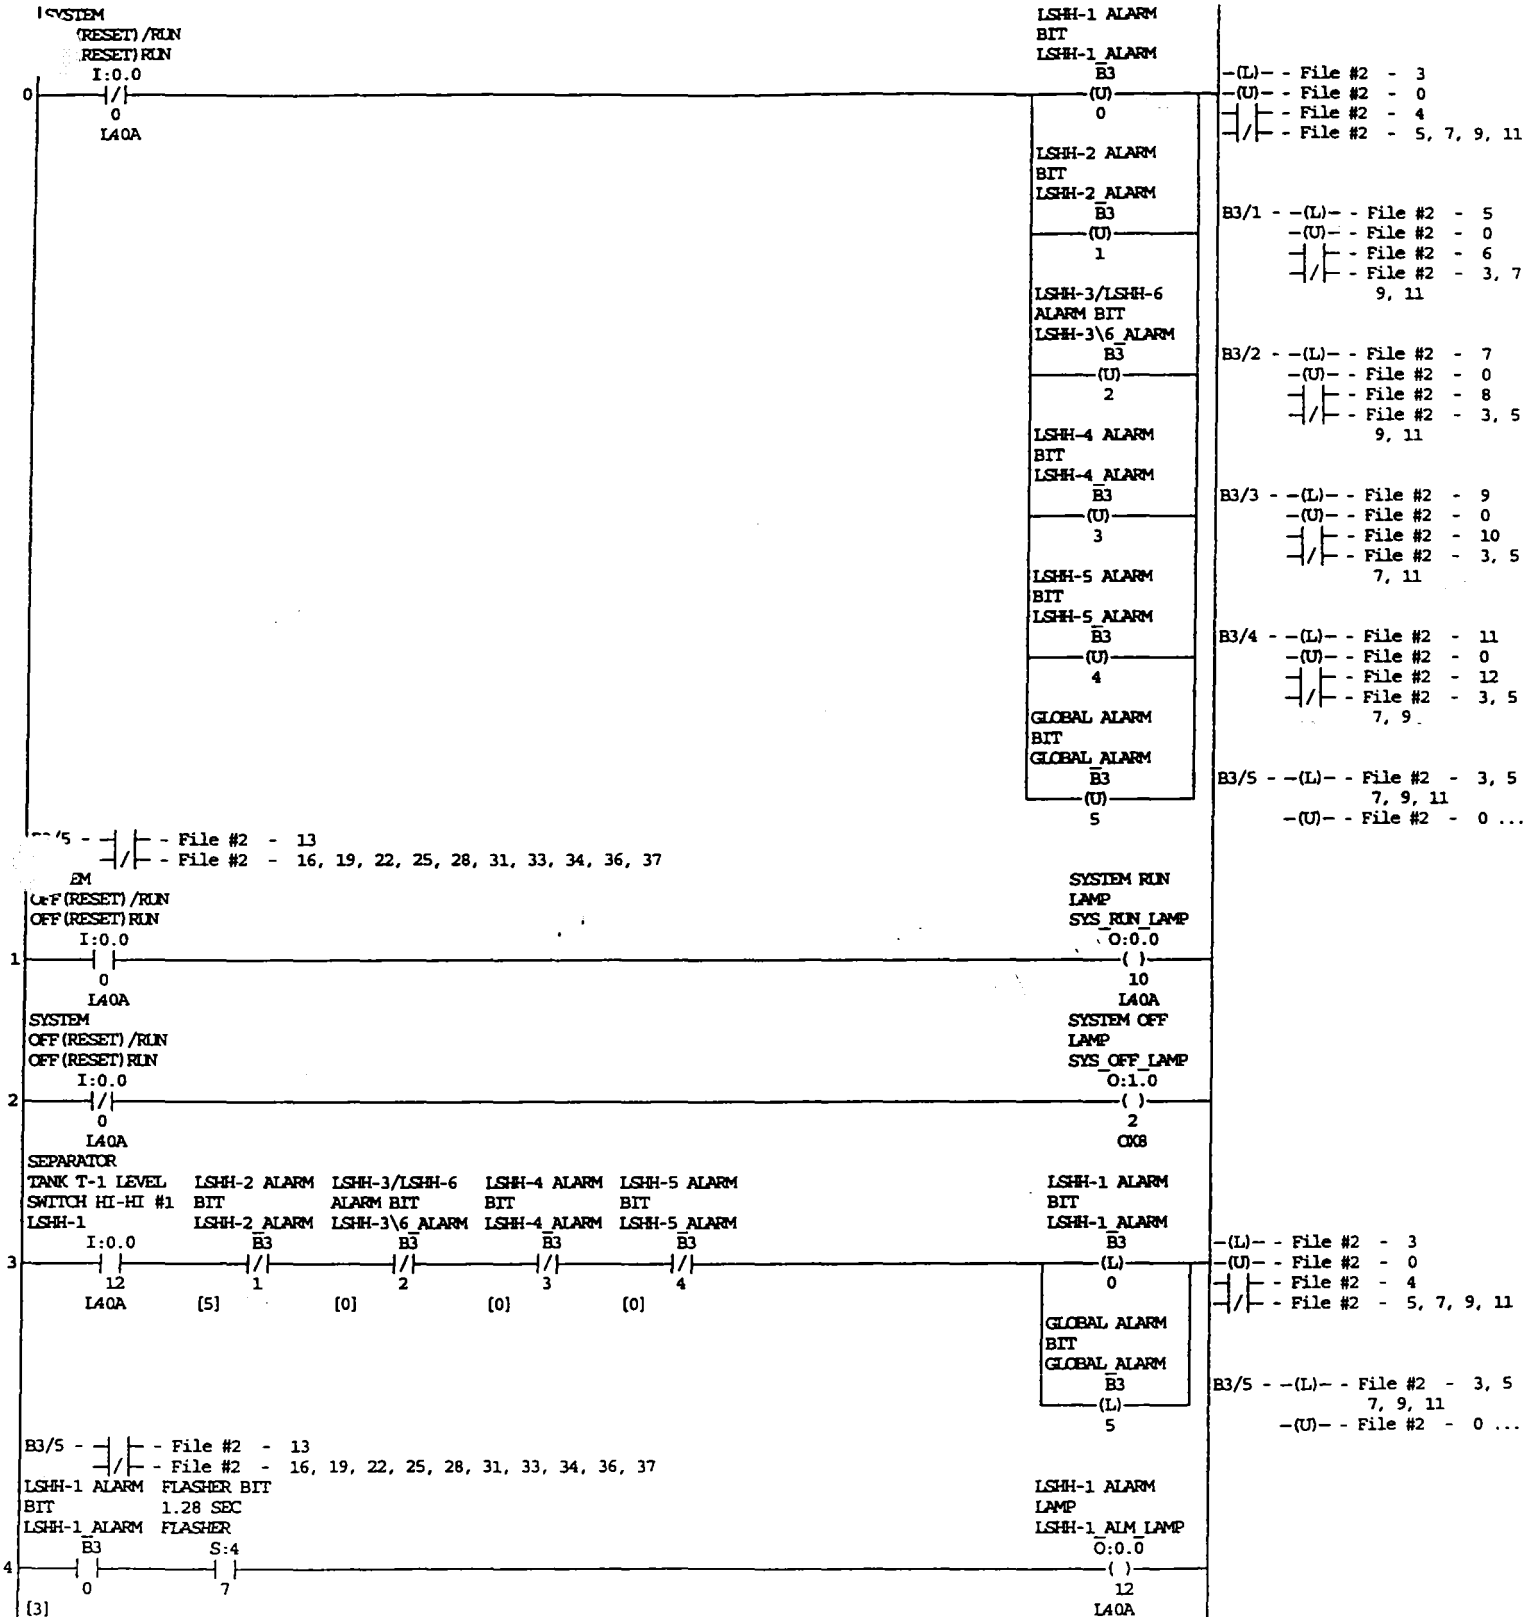 SYSTEM LSHH-1 ALARM
(RESET)/RUN BIT
RESET)RUN LSHH-1_ALARM
I:0.0 B3 -(L)- - File #2 - 3
0 (U) -(U)- - File #2 - 0
0 0 - File #2 - 4
L40A - File #2 - 5, 7, 9, 11
LSHH-2 ALARM
BIT
LSHH-2_ALARM
B3 B3/1 - -(L)- - File #2 - 5
(U) -(U)- - File #2 - 0
1 - File #2 - 6
- File #2 - 3, 7
LSHH-3/LSHH-6 9, 11
ALARM BIT
LSHH-3\6_ALARM
B3 B3/2 - -(L)- - File #2 - 7
(U) -(U)- - File #2 - 0
2 - File #2 - 8
- File #2 - 3, 5
LSHH-4 ALARM 9, 11
BIT
LSHH-4_ALARM
B3 B3/3 - -(L)- - File #2 - 9
(U) -(U)- - File #2 - 0
3 - File #2 - 10
- File #2 - 3, 5
LSHH-5 ALARM 7, 11
BIT
LSHH-5_ALARM
B3 B3/4 - -(L)- - File #2 - 11
(U) -(U)- - File #2 - 0
4 - File #2 - 12
- File #2 - 3, 5
GLOBAL ALARM 7, 9
BIT
GLOBAL_ALARM
B3 B3/5 - -(L)- - File #2 - 3, 5
(U) 7, 9, 11
5 -(U)- - File #2 - 0 ...
/5 - - File #2 - 13
- File #2 - 16, 19, 22, 25, 28, 31, 33, 34, 36, 37
EM SYSTEM RUN
OFF(RESET)/RUN LAMP
OFF(RESET)RUN SYS_RUN_LAMP
I:0.0 O:0.0
1 ( )
0 10
L40A L40A
SYSTEM SYSTEM OFF
OFF(RESET)/RUN LAMP
OFF(RESET)RUN SYS_OFF_LAMP
I:0.0 O:1.0
2 ( )
0 2
L40A OX8
SEPARATOR
TANK T-1 LEVEL LSHH-2 ALARM LSHH-3/LSHH-6 LSHH-4 ALARM LSHH-5 ALARM LSHH-1 ALARM
SWITCH HI-HI #1 BIT ALARM BIT BIT BIT BIT
LSHH-1 LSHH-2_ALARM LSHH-3\6_ALARM LSHH-4_ALARM LSHH-5_ALARM LSHH-1_ALARM
I:0.0 B3 B3 B3 B3 B3 -(L)- - File #2 - 3
3 (L) -(U)- - File #2 - 0
12 1 2 3 4 0 - File #2 - 4
L40A [5] [0] [0] [0] - File #2 - 5, 7, 9, 11
GLOBAL ALARM
BIT
GLOBAL_ALARM
B3 B3/5 - -(L)- - File #2 - 3, 5
(L) 7, 9, 11
5 -(U)- - File #2 - 0 ...
B3/5 - - File #2 - 13
- File #2 - 16, 19, 22, 25, 28, 31, 33, 34, 36, 37
LSHH-1 ALARM FLASHER BIT LSHH-1 ALARM
BIT 1.28 SEC LAMP
LSHH-1_ALARM FLASHER LSHH-1_ALM_LAMP
B3 S:4 O:0.0
4 ( )
0 7 12
[3] L40A